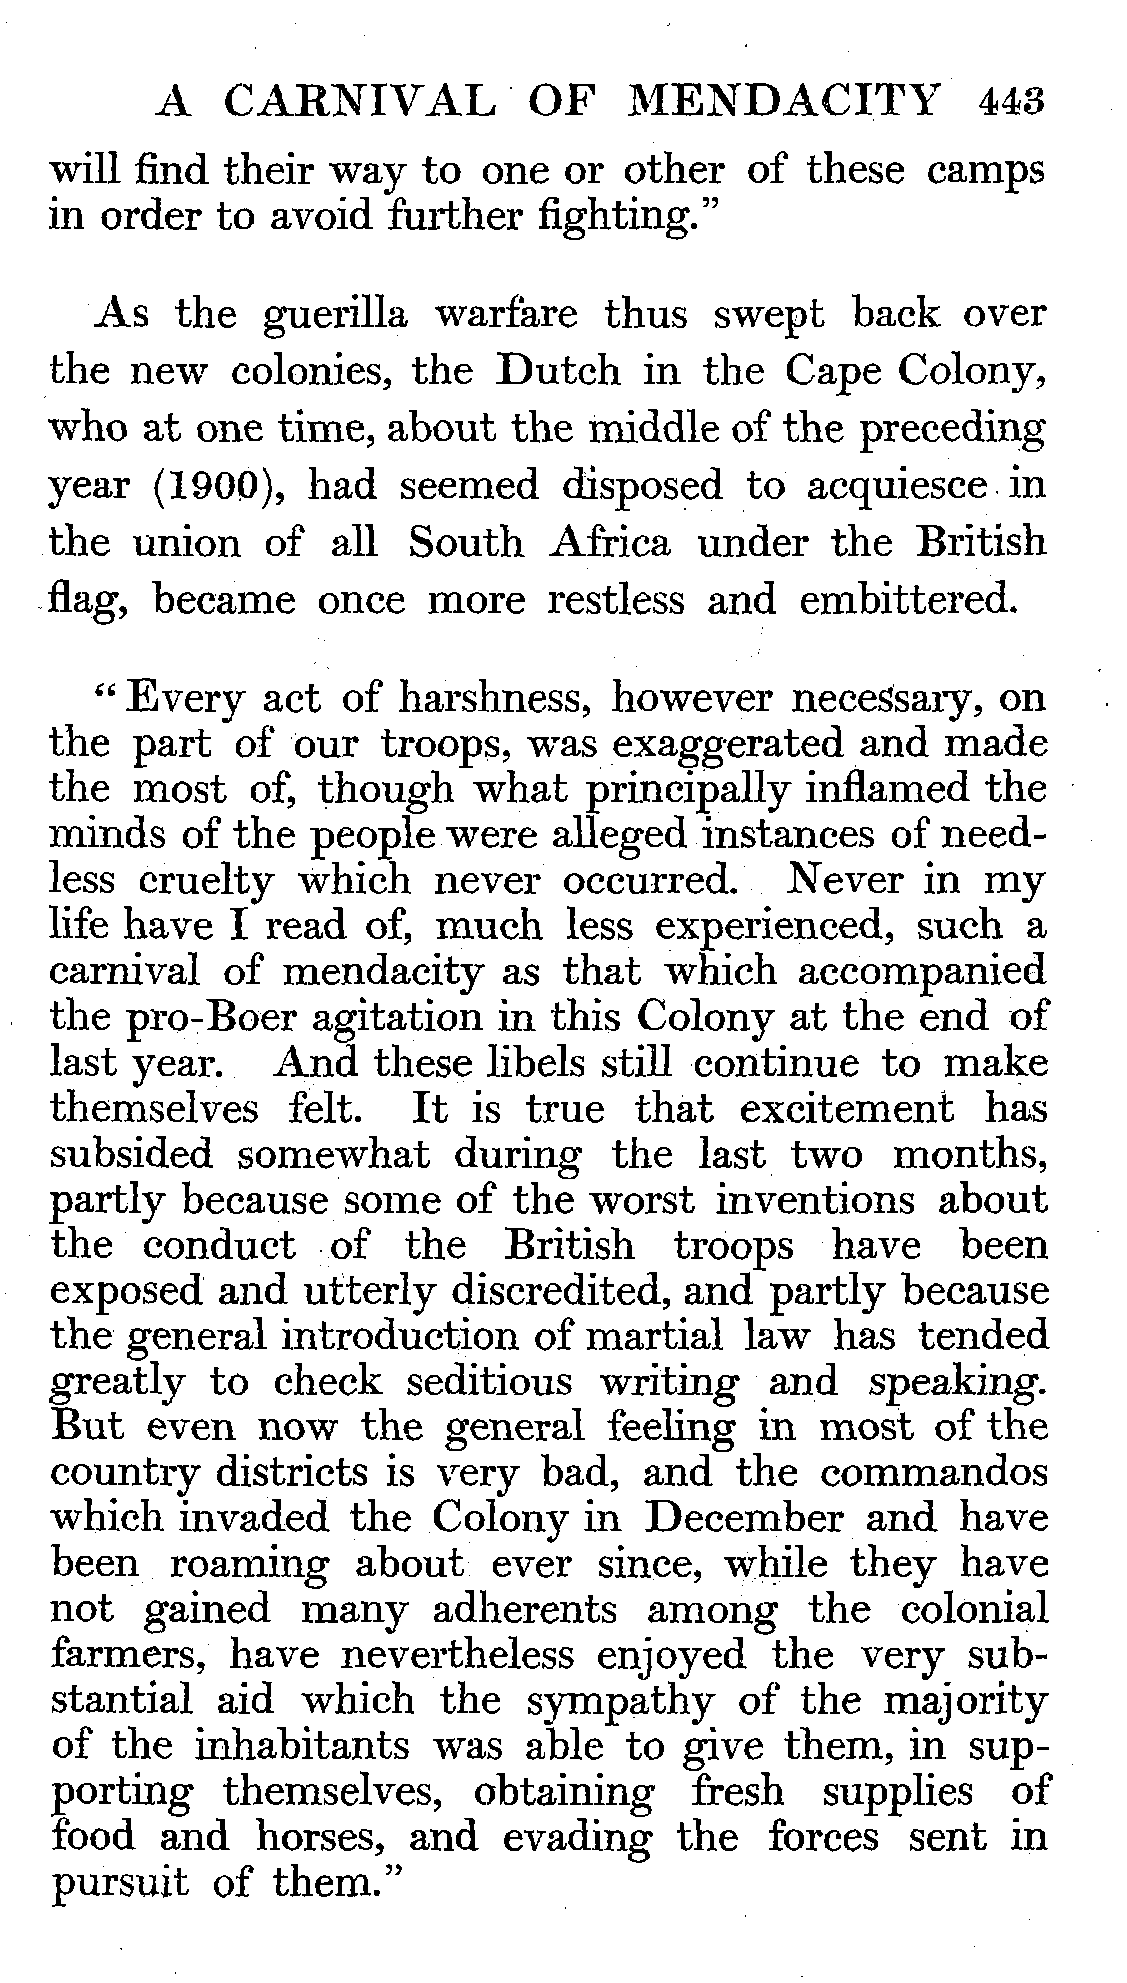 A CARNIVAL OF MENDACITY 443
will find their way to one or other of these camps
in order to avoid further fighting."
As the guerilla warfare thus swept back over
the new colonies, the Dutch in the Cape Colony,
who at one time, about the middle of the preceding
year (1900), had seemed disposed to acquiesce in
the union of all South Africa under the British
flag, became once more restless and embittered.
"Every act of harshness, however necessary, on
the part of our troops, was exaggerated and made
the most of, though what principally inflamed the
minds of the people were alleged instances of need-
less cruelty which never occurred. Never in my
life have I read of, much less experienced, such a
carnival of mendacity as that which accompanied
the pro-Boer agitation in this Colony at the end of
last year. And these libels still continue to make
themselves felt. It is true that excitement has
subsided somewhat during the last two months,
partly because some of the worst inventions about
the conduct of the British troops have been
exposed and utterly discredited, and partly because
the general introduction of martial law has tended
greatly to check seditious writing and speaking.
But even now the general feeling in most of the
country districts is very bad, and the commandos
which invaded the Colony in December and have
been roaming about ever since, while they have
not gained many adherents among the colonial
farmers, have nevertheless enjoyed the very sub-
stantial aid which the sympathy of the majority
of the inhabitants was able to give them, in sup-
porting themselves, obtaining fresh supplies of
food and horses, and evading the forces sent in
pursuit of them."